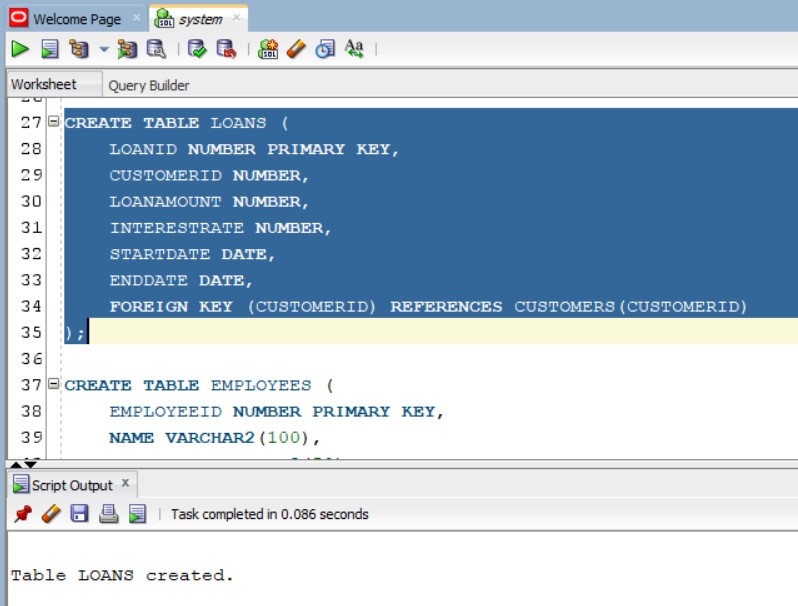 Welcome Page
system
Worksheet
Query Builder
27 CREATE TABLE LOANS (
28 LOANID NUMBER PRIMARY KEY,
29 CUSTOMERID NUMBER,
30 LOANAMOUNT NUMBER,
31 INTERESTRATE NUMBER,
32 STARTDATE DATE,
33 ENDDATE DATE,
34 FOREIGN KEY (CUSTOMERID) REFERENCES CUSTOMERS(CUSTOMERID)
35 );
36
37 CREATE TABLE EMPLOYEES (
38 EMPLOYEEID NUMBER PRIMARY KEY,
39 NAME VARCHAR2(100),
Script Output x
Task completed in 0.086 seconds
Table LOANS created.